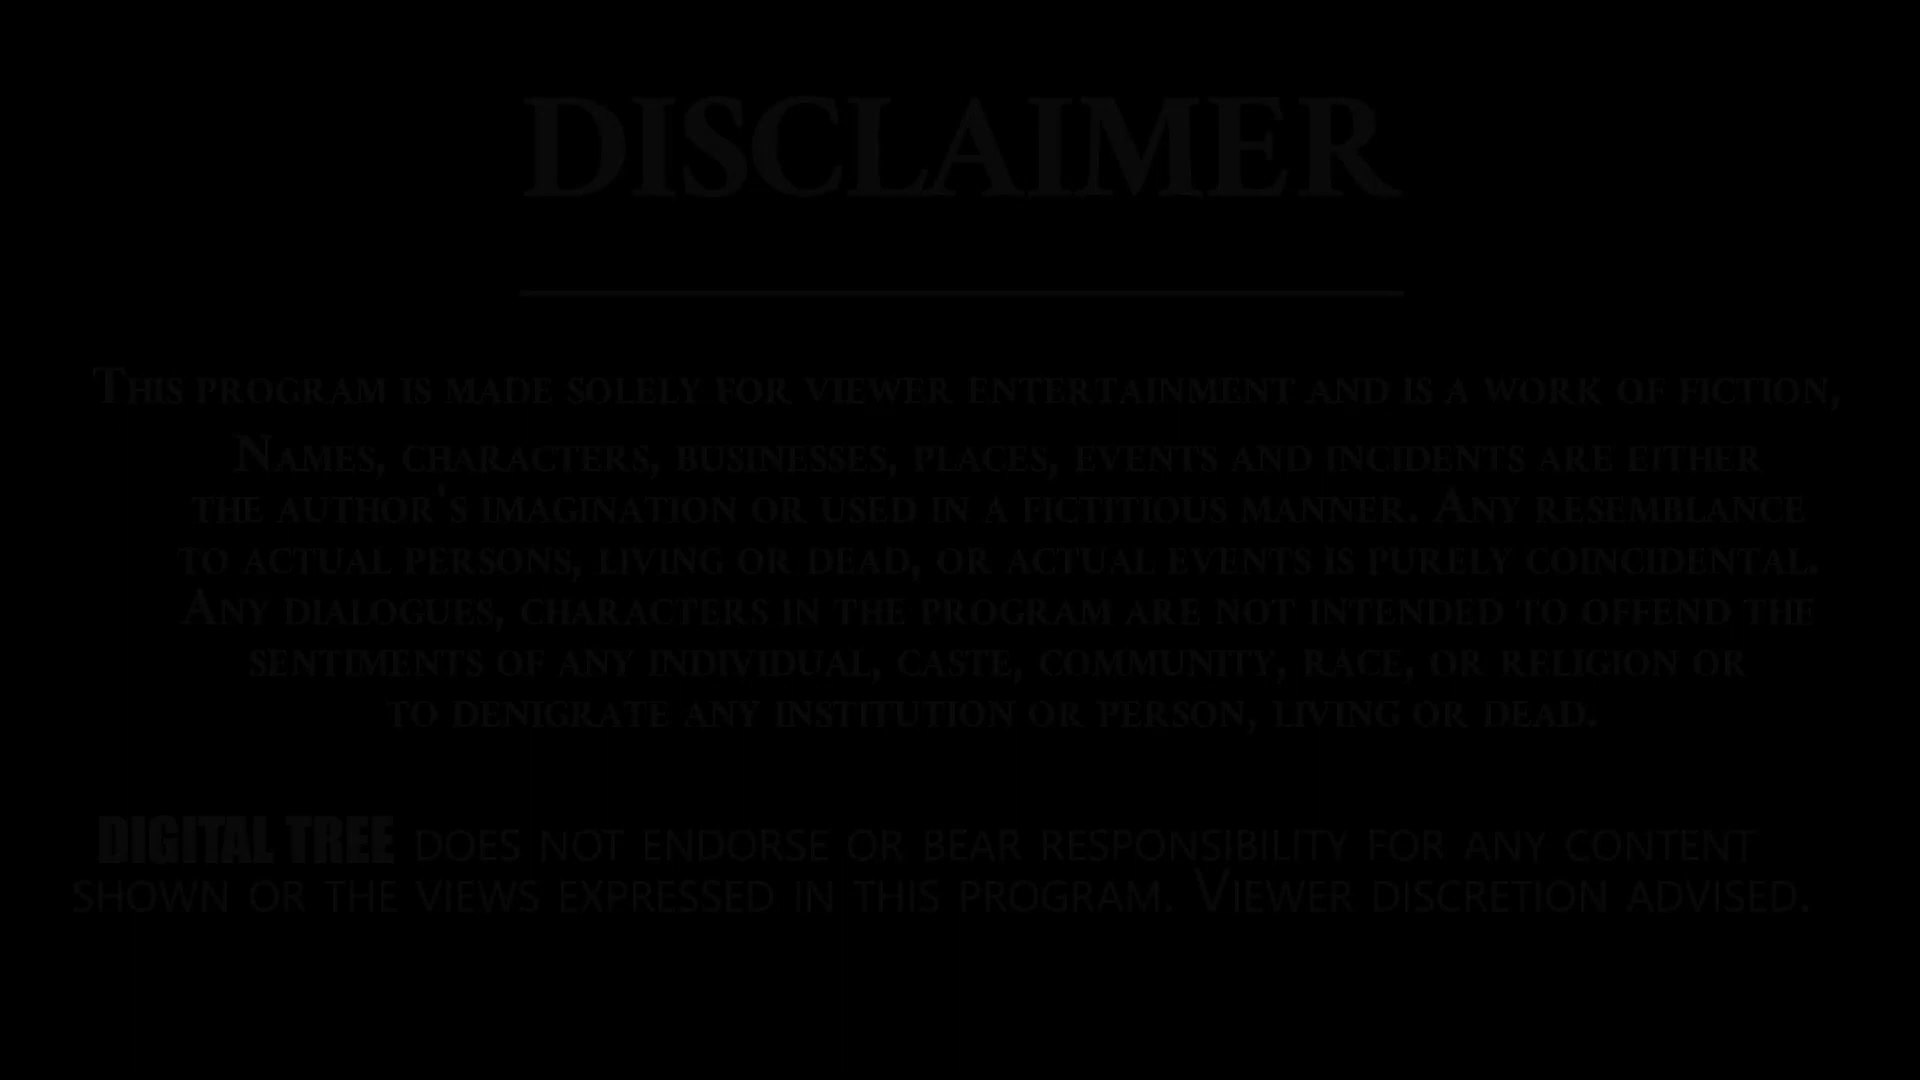 DISCLAIMER
This program is made solely for viewer entertainment and is a work of fiction,
Names, characters, businesses, places, events and incidents are either
the author's imagination or used in a fictitious manner. Any resemblance
to actual persons, living or dead, or actual events is purely coincidental.
Any dialogues, characters in the program are not intended to offend the
sentiments of any individual, caste, community, race, or religion or
to denigrate any institution or person, living or dead.
DIGITAL TREE does not endorse or bear responsibility for any content
shown or the views expressed in this program. Viewer discretion advised.